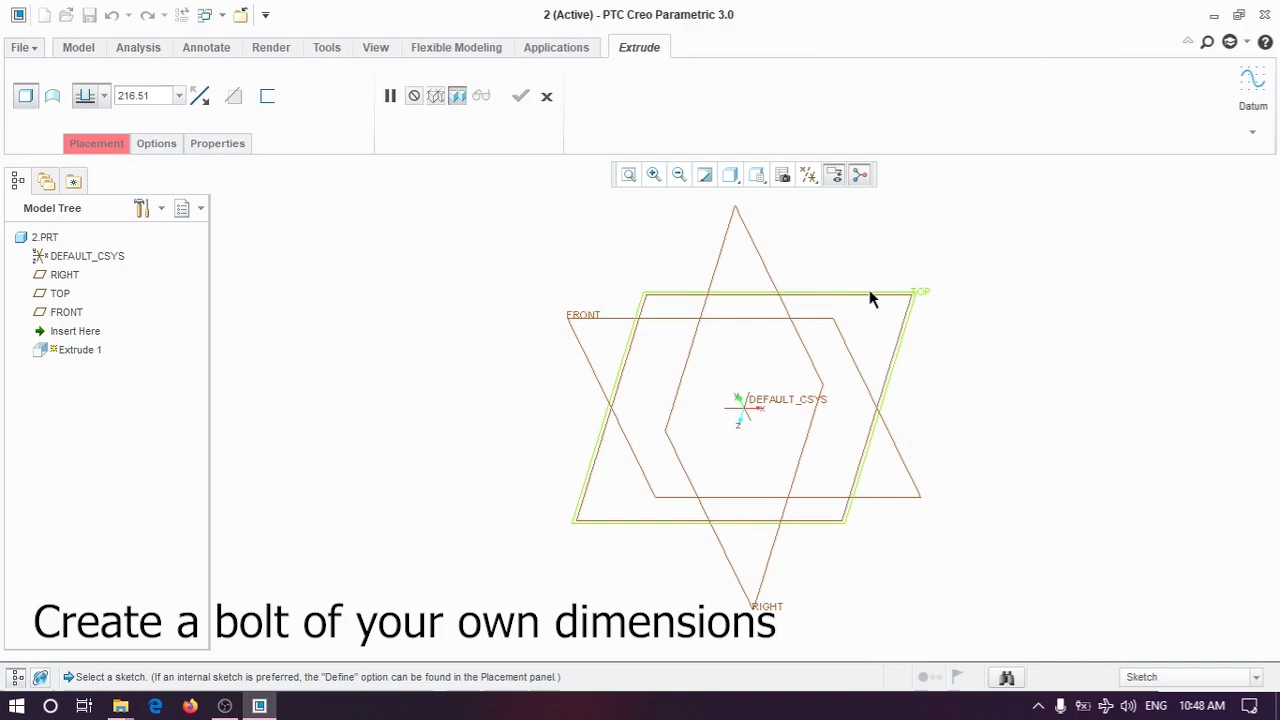 2 (Active) - PTC Creo Parametric 3.0
File
Model
Analysis
Annotate
Render
Tools
View
Flexible Modeling
Applications
Extrude
216.51
Datum
Placement
Options
Properties
Model Tree
2.PRT
DEFAULT_CSYS
RIGHT
TOP
FRONT
Insert Here
Extrude 1
TOP
FRONT
DEFAULT_CSYS
y
x
z
RIGHT
Create a bolt of your own dimensions
Select a sketch. (If an internal sketch is preferred, the "Define" option can be found in the Placement panel.)
Sketch
ENG
10:48 AM